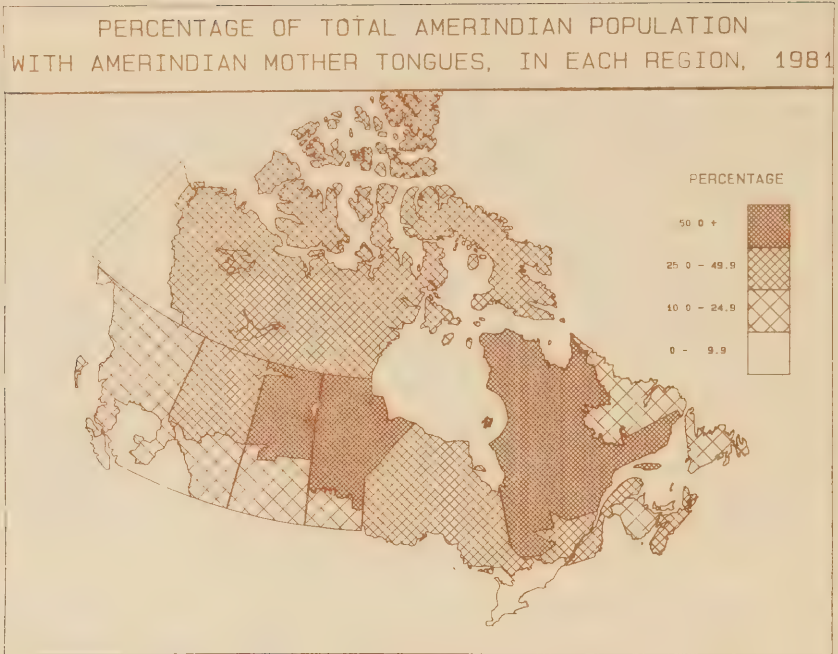 PERCENTAGE OF TOTAL AMERINDIAN POPULATION
WITH AMERINDIAN MOTHER TONGUES, IN EACH REGION, 1981
PERCENTAGE
50 0 +
25 0 - 49.9
10 0 - 24.9
0 - 9.9